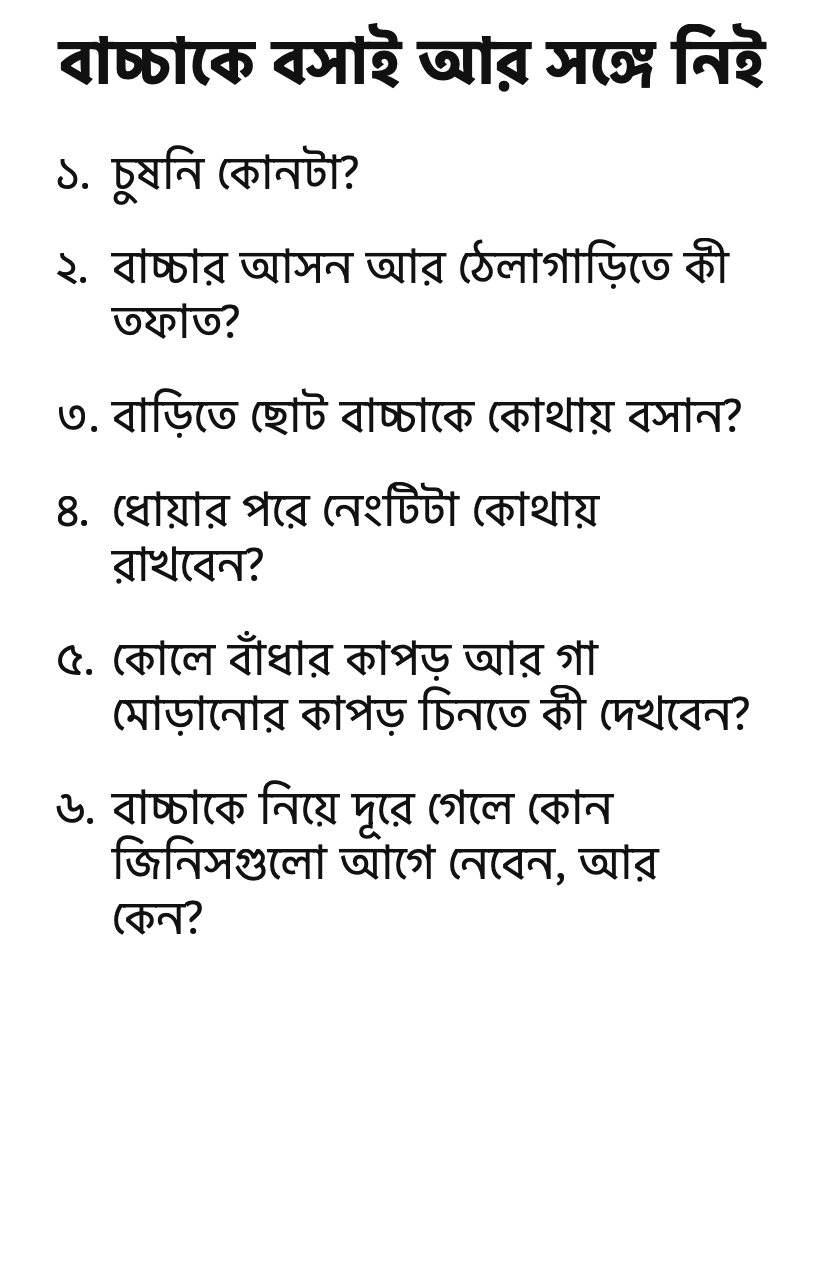 বাচ্চাকে বসাই আর সঙ্গে নিই
১. চুষনি কোনটা?
২. বাচ্চার আসন আর ঠেলাগাড়িতে কী
তফাত?
৩. বাড়িতে ছোট বাচ্চাকে কোথায় বসান?
৪. ধোয়ার পরে নেংটিটা কোথায়
রাখবেন?
৫. কোলে বাঁধার কাপড় আর গা
মোড়ানোর কাপড় চিনতে কী দেখবেন?
৬. বাচ্চাকে নিয়ে দূরে গেলে কোন
জিনিসগুলো আগে নেবেন, আর
কেন?